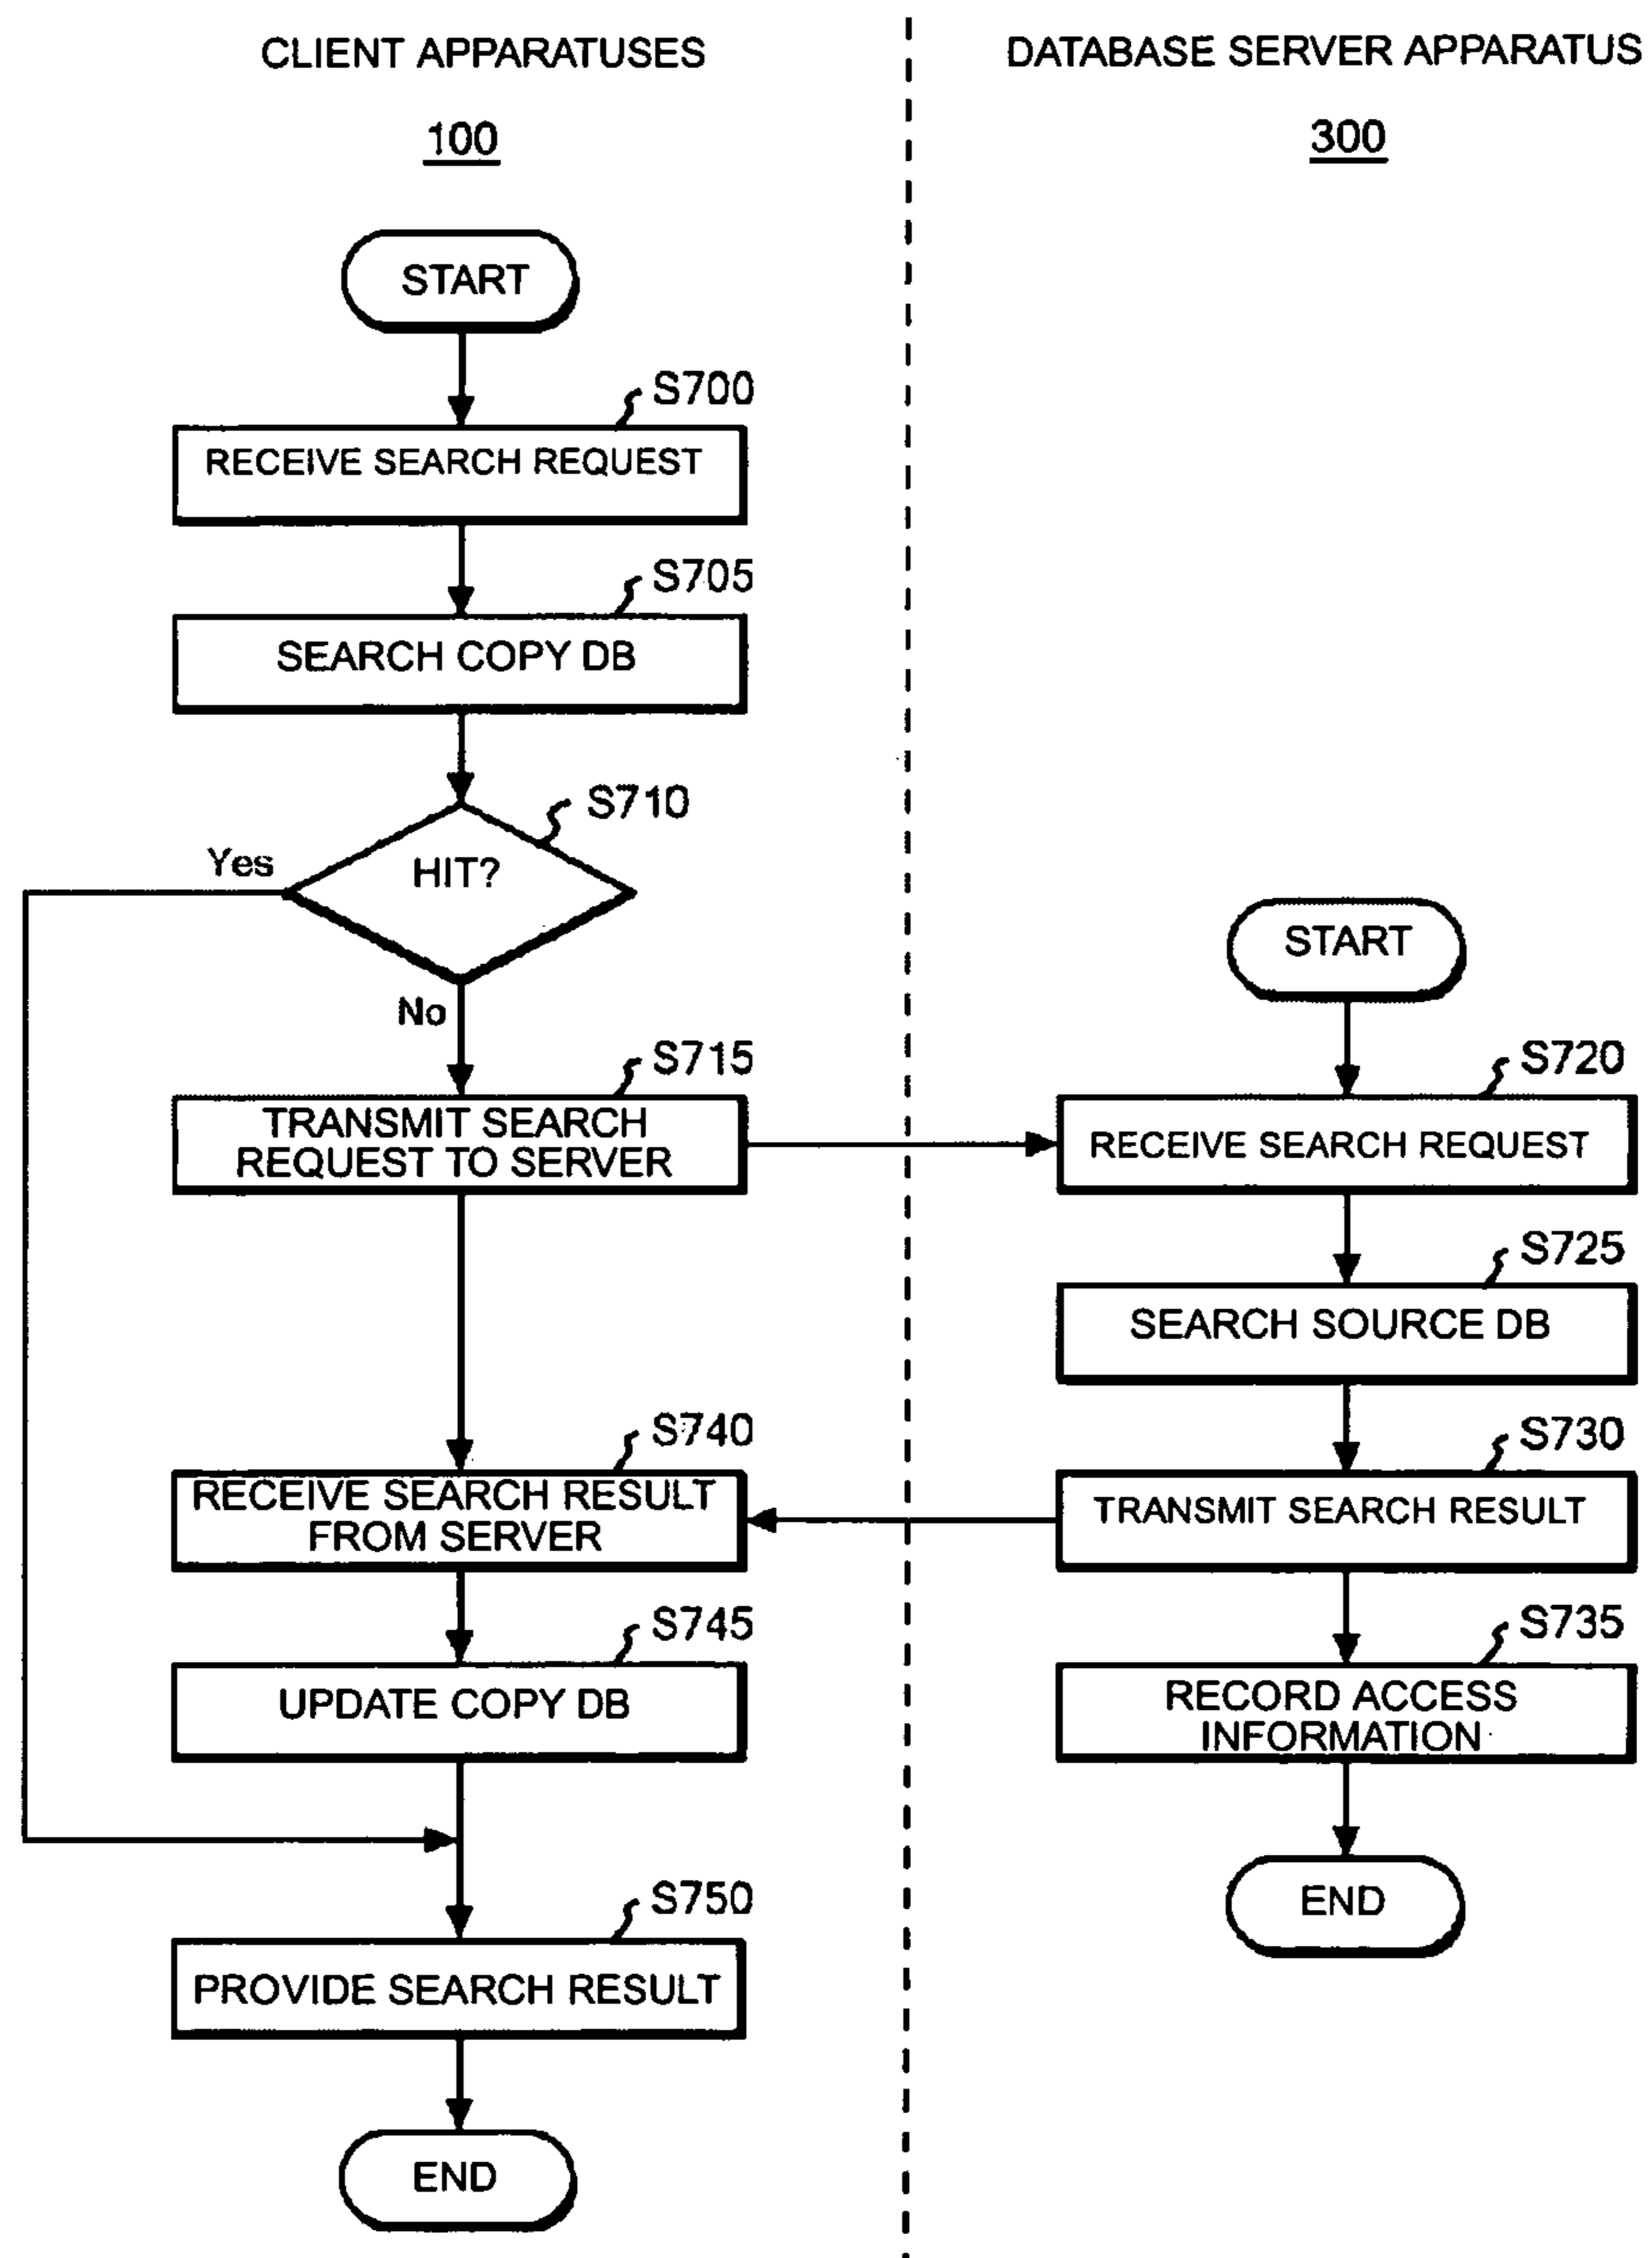 CLIENT APPARATUSES
100
START
S700
RECEIVE SEARCH REQUEST
S705
SEARCH COPY DB
S710
HIT?
Yes
No
S715
TRANSMIT SEARCH
REQUEST TO SERVER
S740
RECEIVE SEARCH RESULT
FROM SERVER
S745
UPDATE COPY DB
S750
PROVIDE SEARCH RESULT
END
DATABASE SERVER APPARATUS
300
START
S720
RECEIVE SEARCH REQUEST
S725
SEARCH SOURCE DB
S730
TRANSMIT SEARCH RESULT
S735
RECORD ACCESS
INFORMATION
END